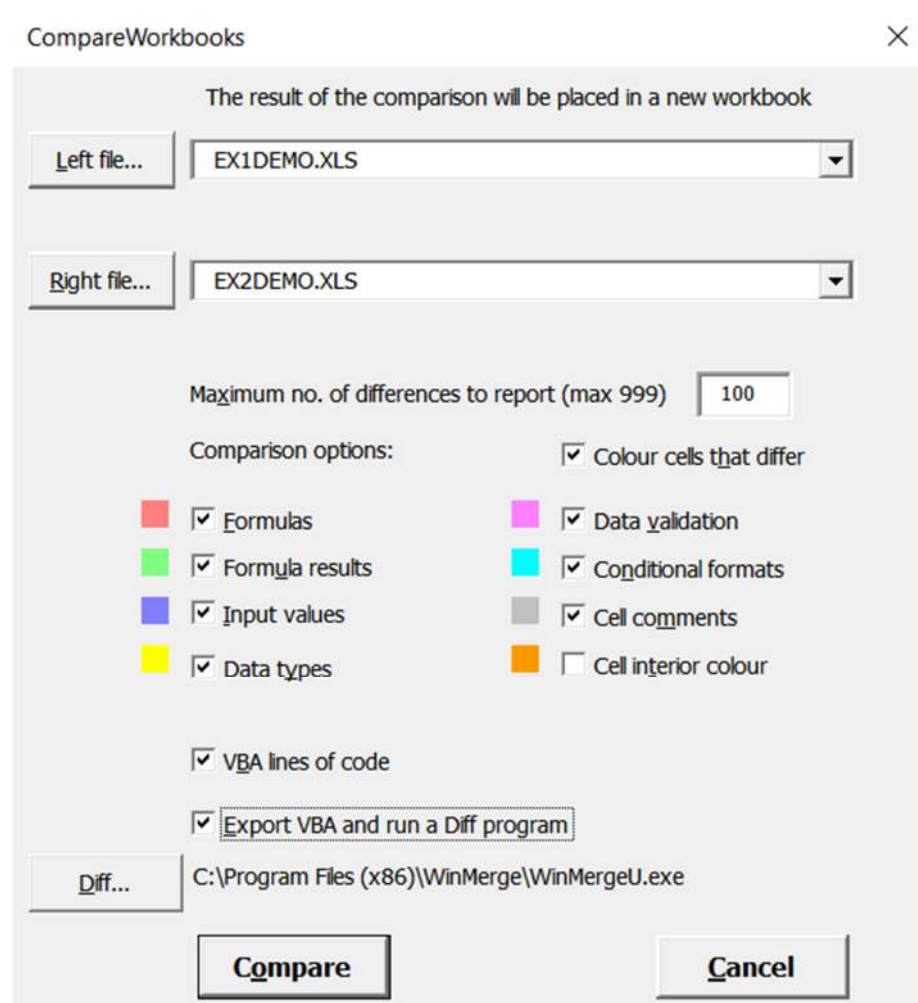 CompareWorkbooks
The result of the comparison will be placed in a new workbook
Left file... EX1DEMO.XLS
Right file... EX2DEMO.XLS
Maximum no. of differences to report (max 999) 100
Comparison options: Colour cells that differ
Formulas Data validation
Formula results Conditional formats
Input values Cell comments
Data types Cell interior colour
VBA lines of code
Export VBA and run a Diff program
Diff... C:\Program Files (x86)\WinMerge\WinMergeU.exe
Compare Cancel